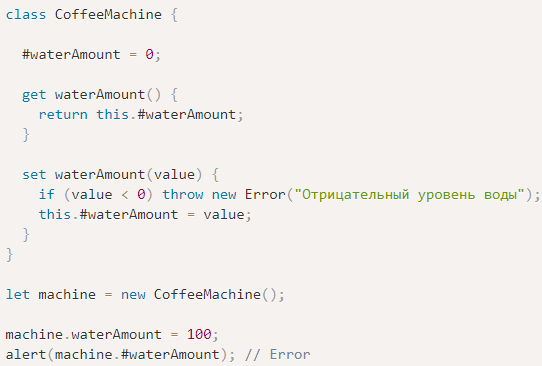 class CoffeeMachine {
#waterAmount = 0;
get waterAmount() {
return this.#waterAmount;
}
set waterAmount(value) {
if (value < 0) throw new Error("Отрицательный уровень воды");
this.#waterAmount = value;
}
}
let machine = new CoffeeMachine();
machine.waterAmount = 100;
alert(machine.#waterAmount); // Error